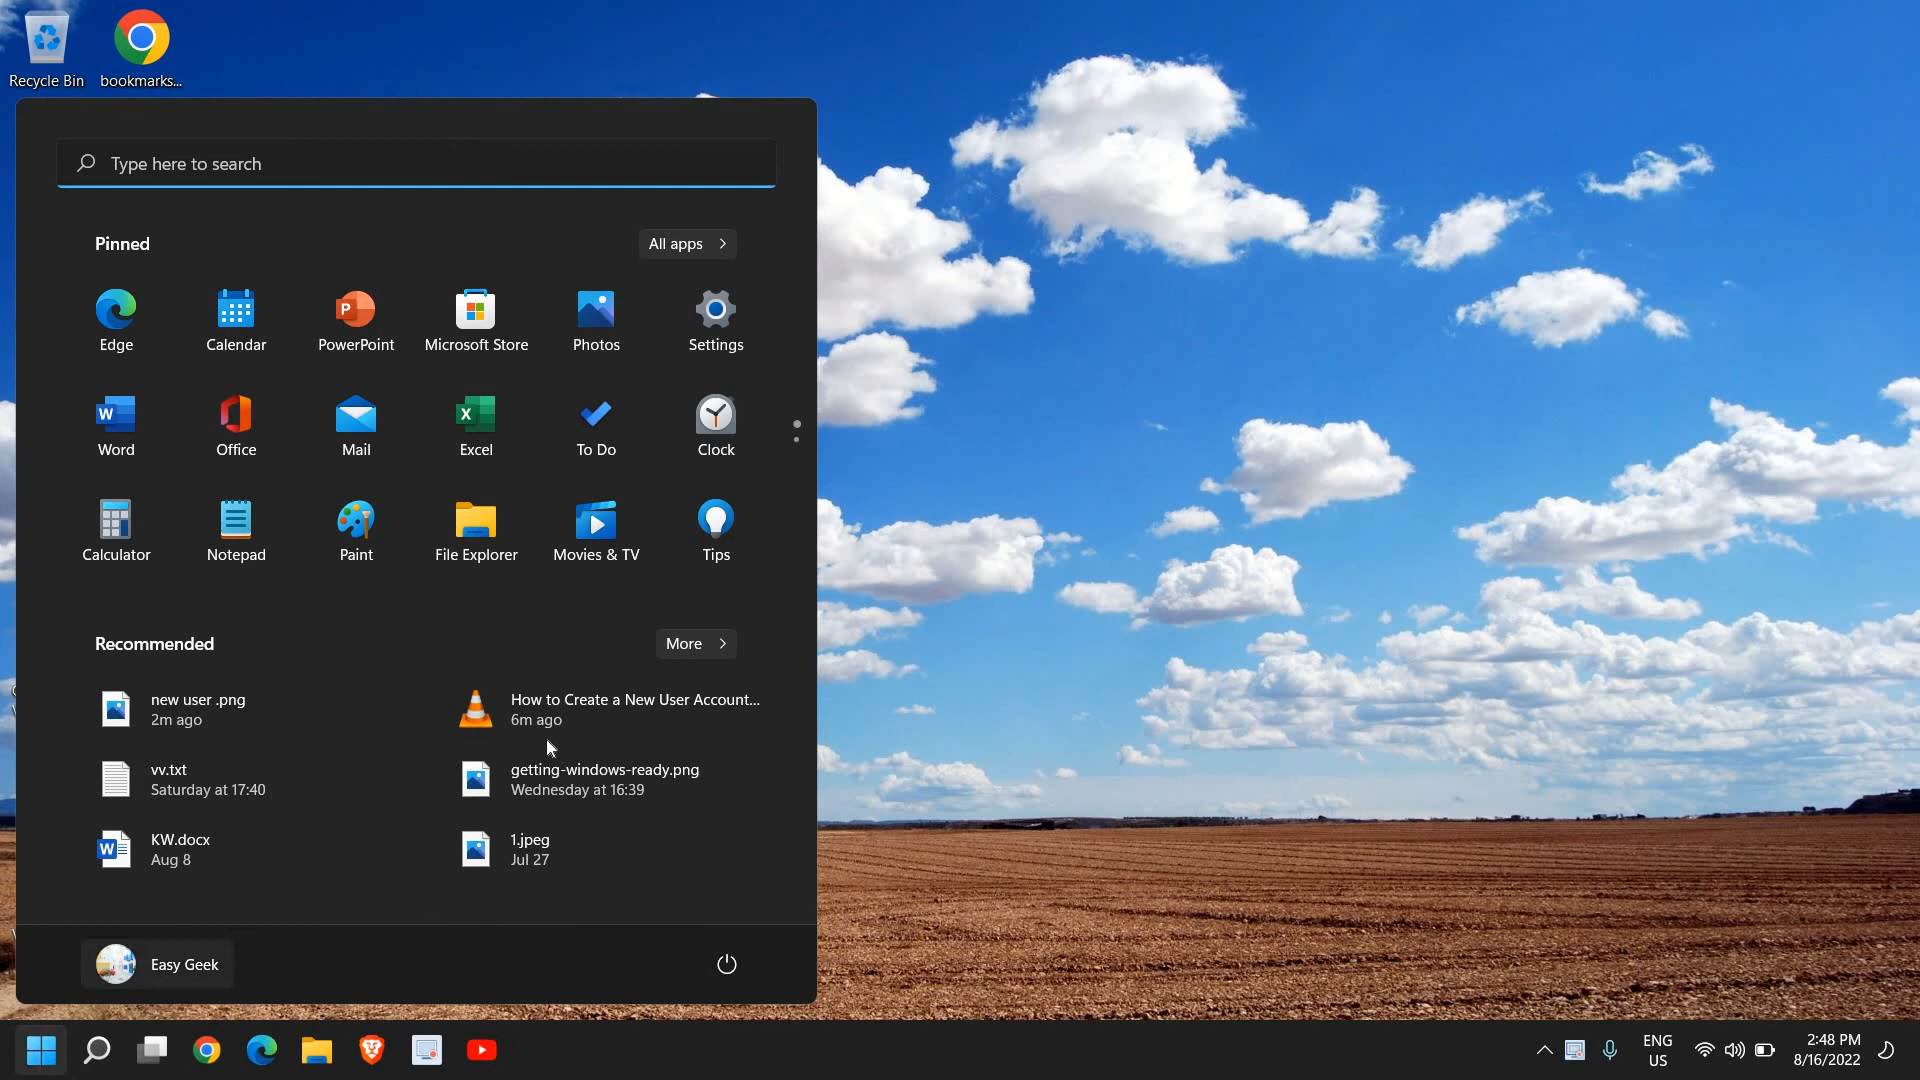 Recycle Bin
bookmarks...
Type here to search
Pinned
All apps
Edge
Calendar
PowerPoint
Microsoft Store
Photos
Settings
Word
Office
Mail
Excel
To Do
Clock
Calculator
Notepad
Paint
File Explorer
Movies & TV
Tips
Recommended
More
new user .png
2m ago
How to Create a New User Account...
6m ago
vv.txt
Saturday at 17:40
getting-windows-ready.png
Wednesday at 16:39
KW.docx
Aug 8
1.jpeg
Jul 27
Easy Geek
ENG
US
2:48 PM
8/16/2022